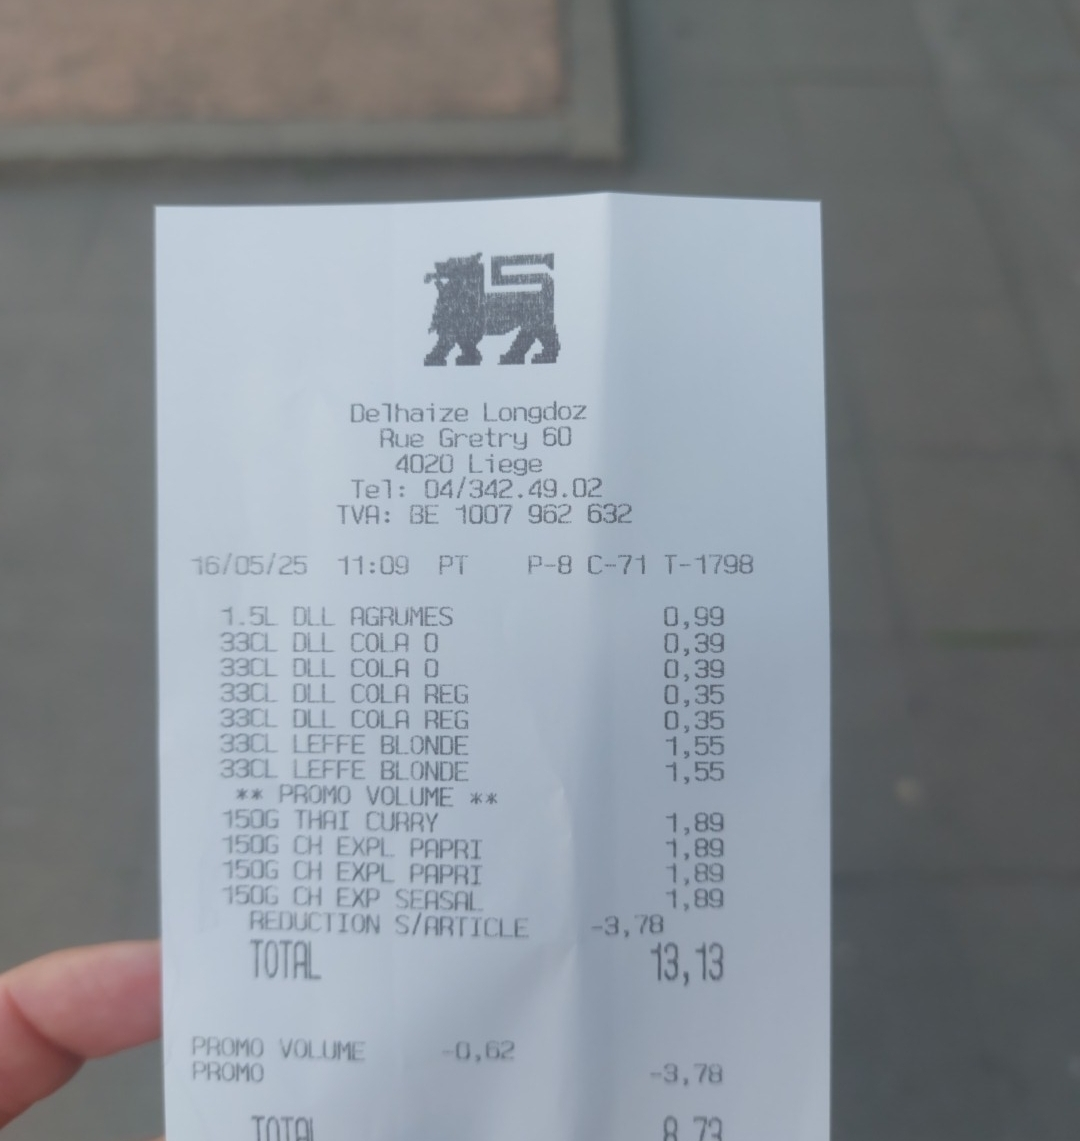 Delhaize Longdoz
Rue Gretry 60
4020 Liege
Tel: 04/342.49.02
TVA: BE 1007 962 632
16/05/25 11:09 PT P-8 C-71 T-1798
1.5L DLL AGRUMES 0,99
33CL DLL COLA 0 0,39
33CL DLL COLA 0 0,39
33CL DLL COLA REG 0,35
33CL DLL COLA REG 0,35
33CL LEFFE BLONDE 1,55
33CL LEFFE BLONDE 1,55
** PROMO VOLUME **
150G THAI CURRY 1,89
150G CH EXPL PAPRI 1,89
150G CH EXPL PAPRI 1,89
150G CH EXP SEASAL 1,89
REDUCTION S/ARTICLE -3,78
TOTAL 13,13
PROMO VOLUME -0,62
PROMO -3,78
TOTAL 8,73